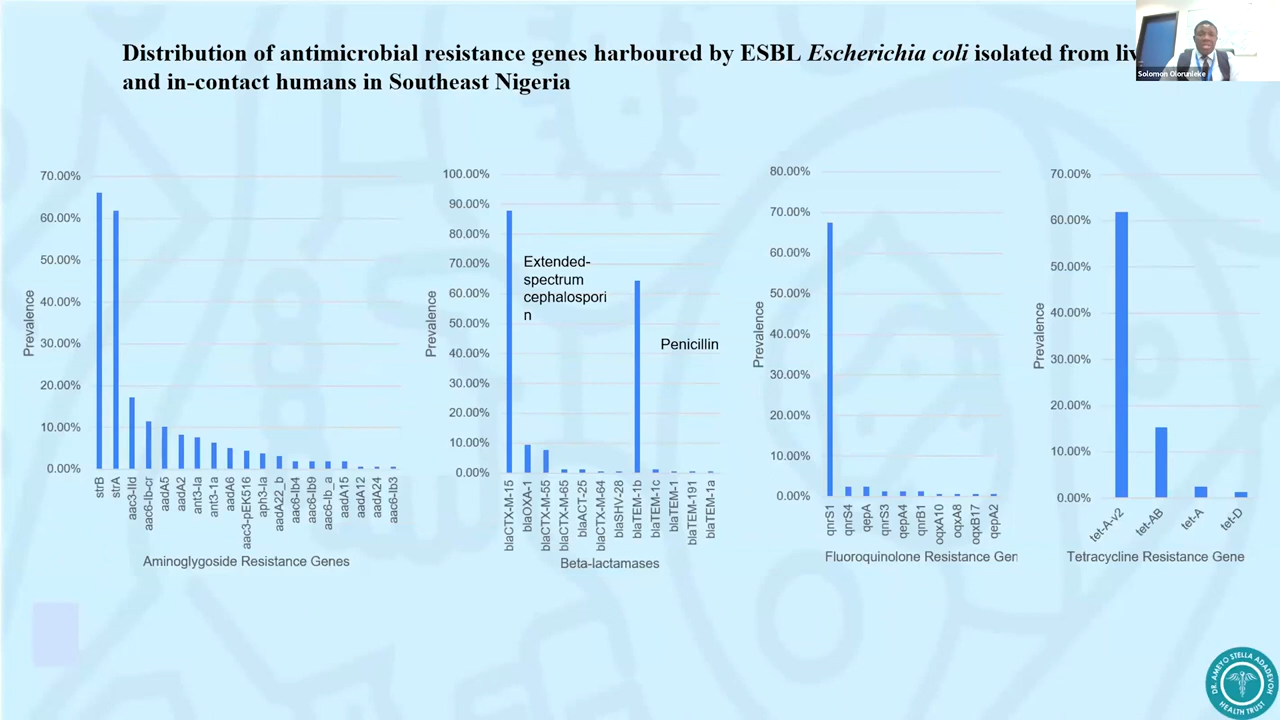 Distribution of antimicrobial resistance genes harboured by ESBL Escherichia coli isolated from
and in-contact humans in Southeast Nigeria
Solomon Olorunleke
70.00%
60.00%
50.00%
40.00%
30.00%
20.00%
10.00%
0.00%
Prevalence
strB
strA
aac3-IId
aac6-Ib-cr
aadA5
aadA2
ant3-Ia
ant3-1a
aadA6
aac3-pEK516
aph3-Ia
aadA22_b
aac6-Ib4
aac6-Ib9
aac6-Ib_a
aadA15
aadA12
aadA24
aac6-Ib3
Aminoglygoside Resistance Genes
100.00%
90.00%
80.00%
70.00%
60.00%
50.00%
40.00%
30.00%
20.00%
10.00%
0.00%
Prevalence
Extended-
spectrum
cephalospori
n
Penicillin
blaCTX-M-15
blaOXA-1
blaCTX-M-55
blaCTX-M-65
blaACT-25
blaCTX-M-64
blaSHV-28
blaTEM-1b
blaTEM-1c
blaTEM-1
blaTEM-191
blaTEM-1a
Beta-lactamases
80.00%
70.00%
60.00%
50.00%
40.00%
30.00%
20.00%
10.00%
0.00%
Prevalence
qnrS1
qnrS4
qepA
qnrS3
qepA4
qnrB1
oqxA10
oqxA8
oqxB17
qepA2
Fluoroquinolone Resistance Gen
70.00%
60.00%
50.00%
40.00%
30.00%
20.00%
10.00%
0.00%
Prevalence
tet-A-v2
tet-AB
tet-A
tet-D
Tetracycline Resistance Gene
DR. AMEYO STELLA ADADEVOH
HEALTH TRUST